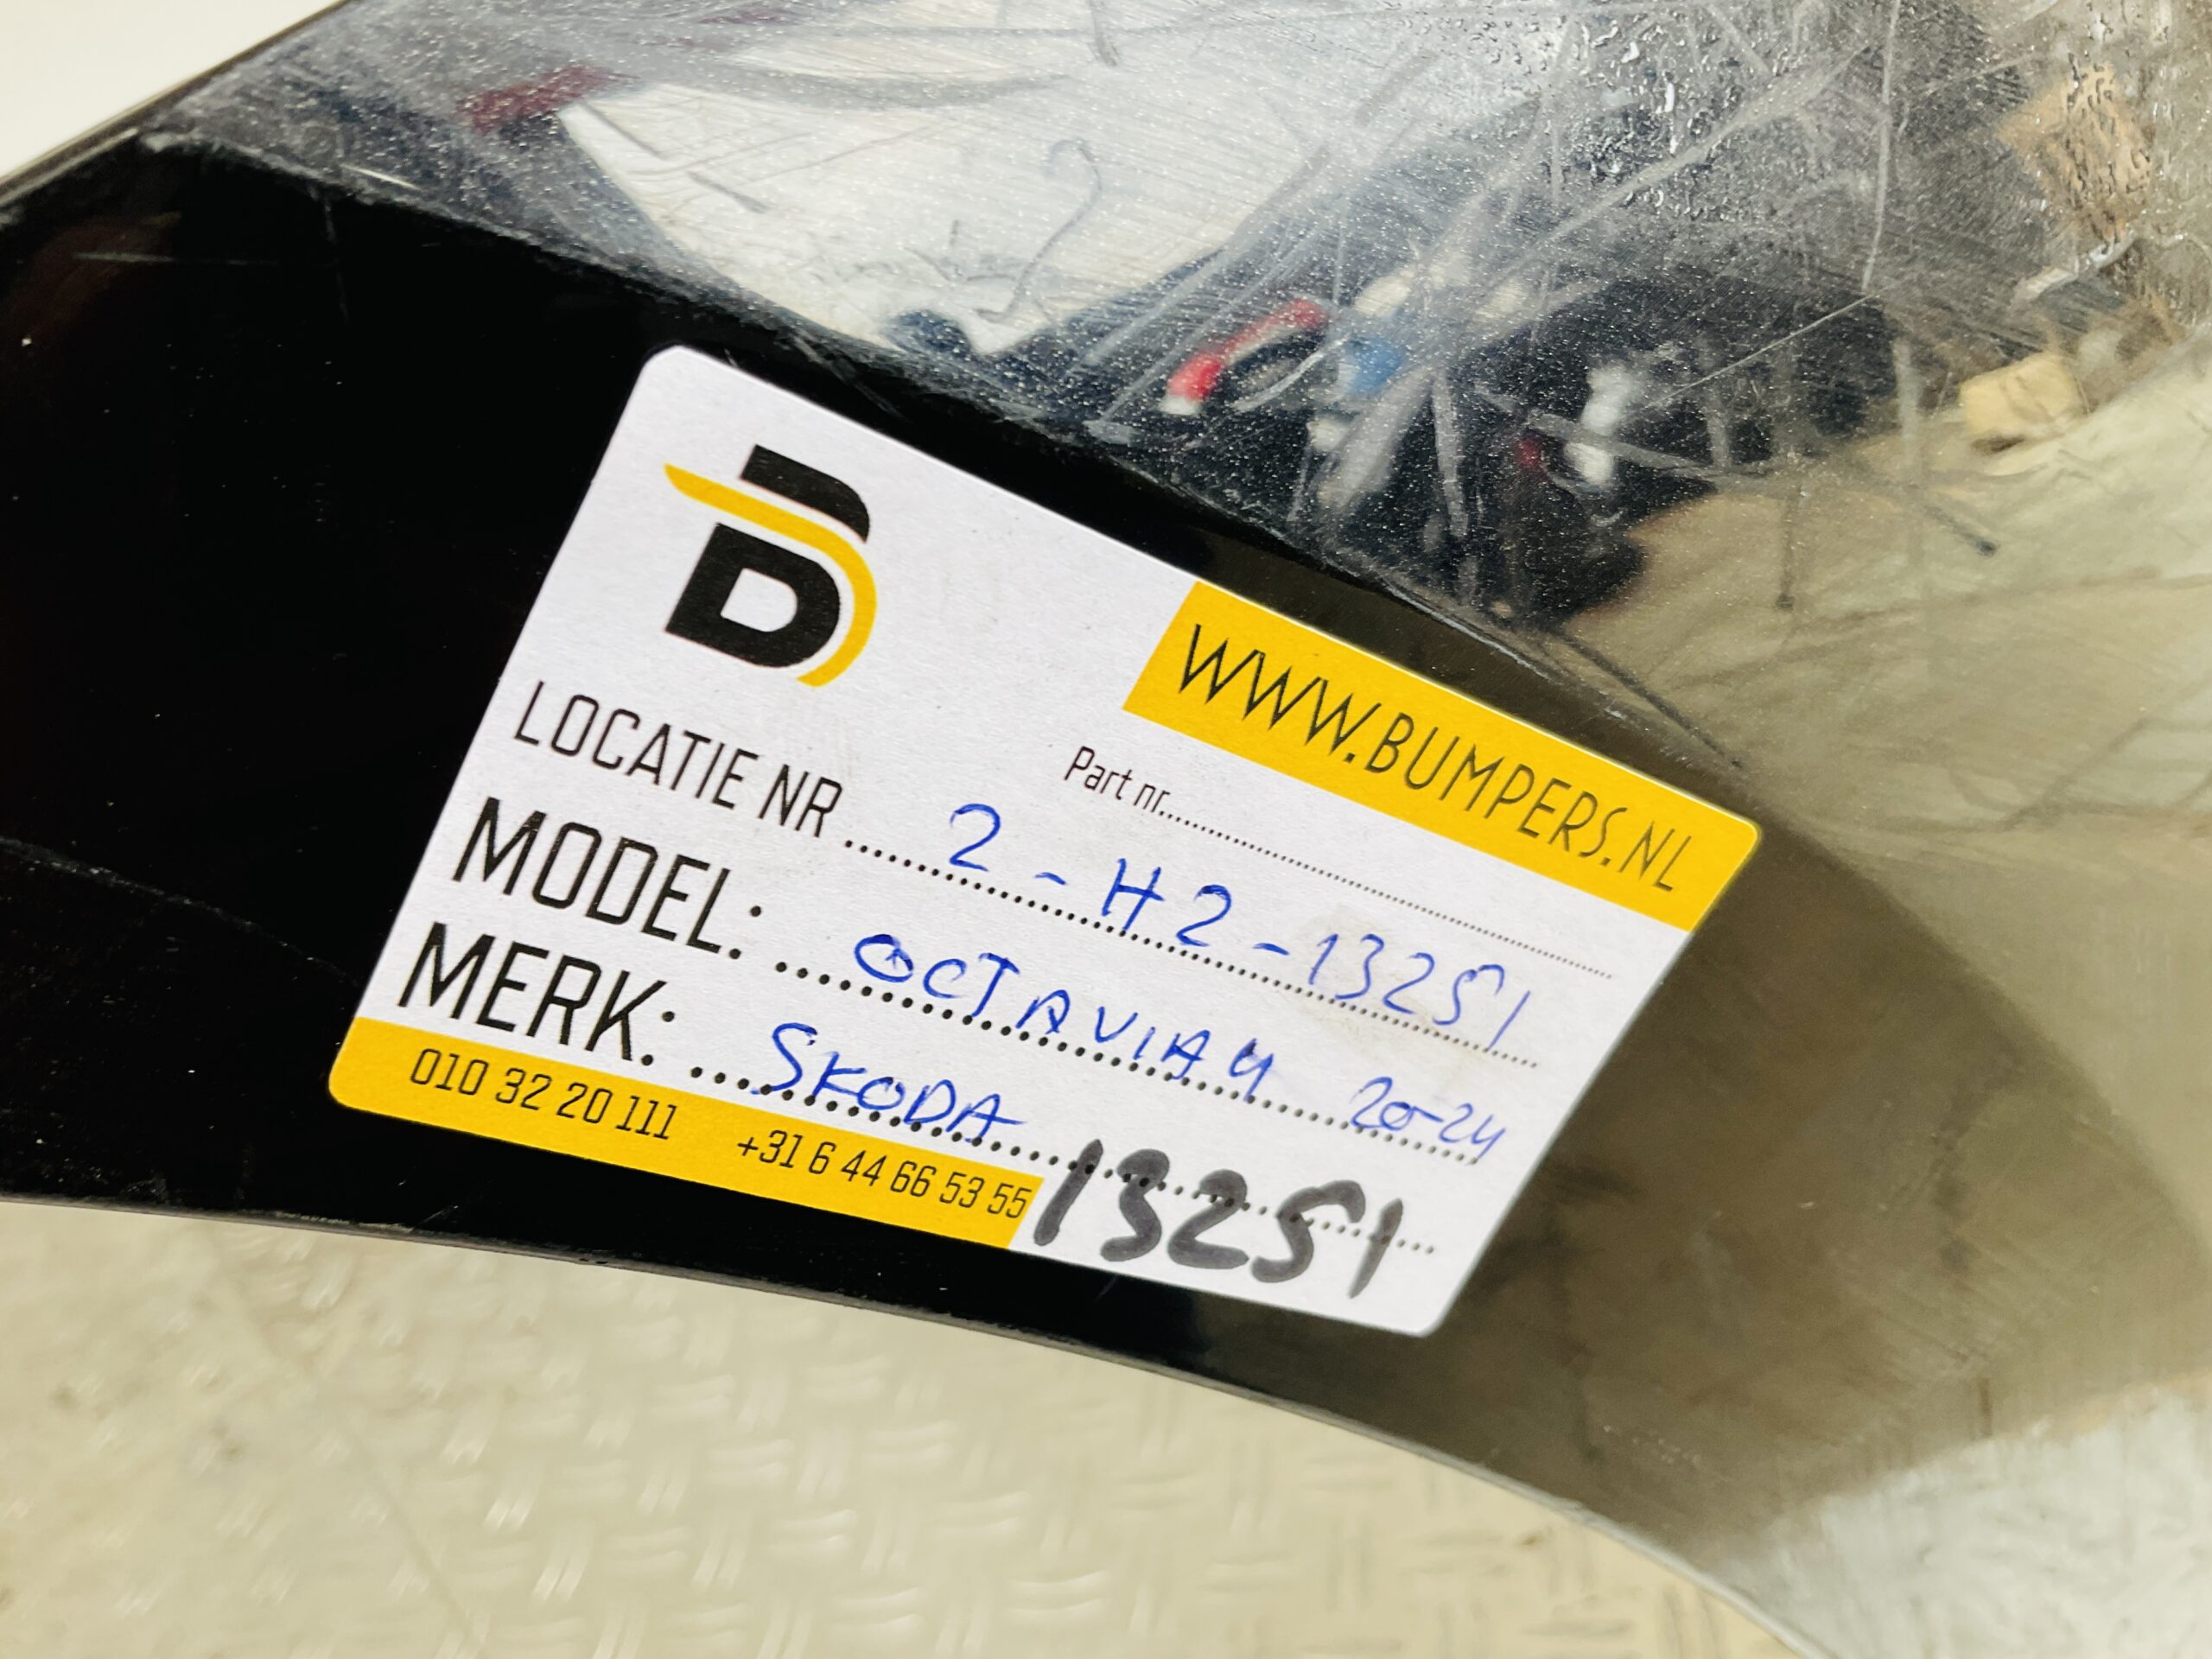 B
WWW.BUMPERS.NL
Part nr..............................
LOCATIE NR ........ 2-H2-13251
MODEL: .... OCTAVIA 4 20-24
MERK: .... SKODA
010 32 20 111 +31 6 44 66 53 55
13251